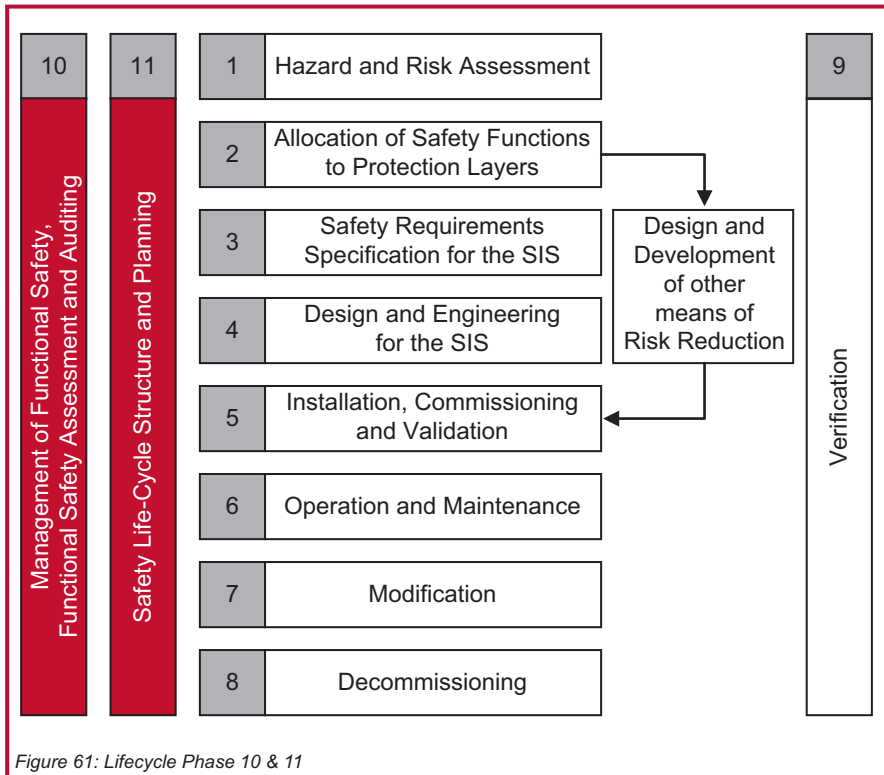 10
Management of Functional Safety,
Functional Safety Assessment and Auditing
11
Safety Life-Cycle Structure and Planning
1
Hazard and Risk Assessment
2
Allocation of Safety Functions
to Protection Layers
3
Safety Requirements
Specification for the SIS
4
Design and Engineering
for the SIS
5
Installation, Commissioning
and Validation
6
Operation and Maintenance
7
Modification
8
Decommissioning
Design and
Development
of other
means of
Risk Reduction
9
Verification
Figure 61: Lifecycle Phase 10 & 11